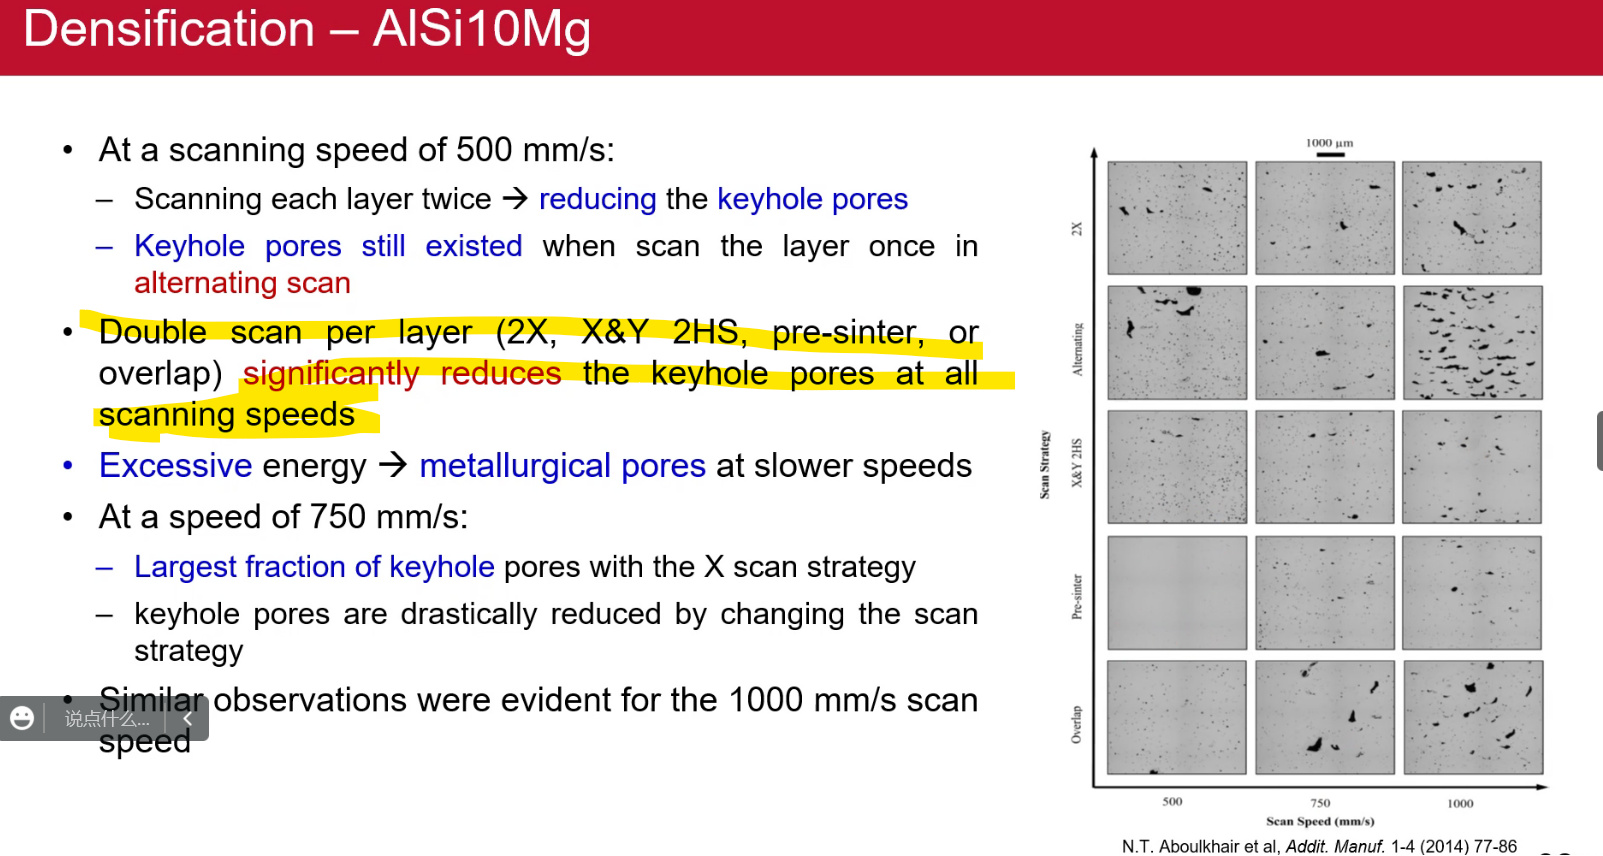 Densification – AlSi10Mg
• At a scanning speed of 500 mm/s:
– Scanning each layer twice → reducing the keyhole pores
– Keyhole pores still existed when scan the layer once in
alternating scan
• Double scan per layer (2X, X&Y 2HS, pre-sinter, or
overlap) significantly reduces the keyhole pores at all
scanning speeds
• Excessive energy → metallurgical pores at slower speeds
• At a speed of 750 mm/s:
– Largest fraction of keyhole pores with the X scan strategy
– keyhole pores are drastically reduced by changing the scan
strategy
• Similar observations were evident for the 1000 mm/s scan
speed
说点什么...
1000 µm
Scan Strategy
2X
Alternating
X&Y 2HS
Pre-sinter
Overlap
500 750 1000
Scan Speed (mm/s)
N.T. Aboulkhair et al, Addit. Manuf. 1-4 (2014) 77-86